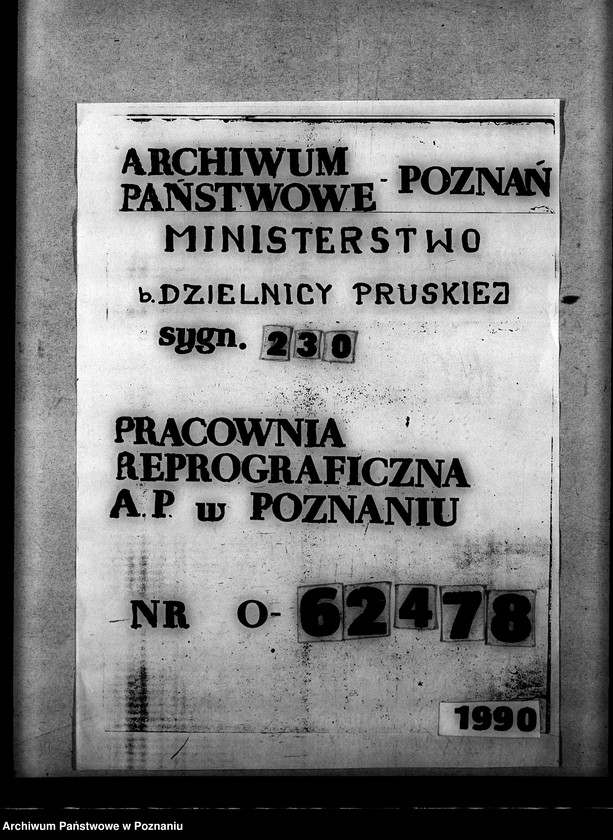 ARCHIWUM
PAŃSTWOWE - POZNAŃ
MINISTERSTWO
b. DZIELNICY PRUSKIEJ
sygn. 230
PRACOWNIA
REPROGRAFICZNA
A.P. w POZNANIU
NR O-62478
1990
Archiwum Państwowe w Poznaniu